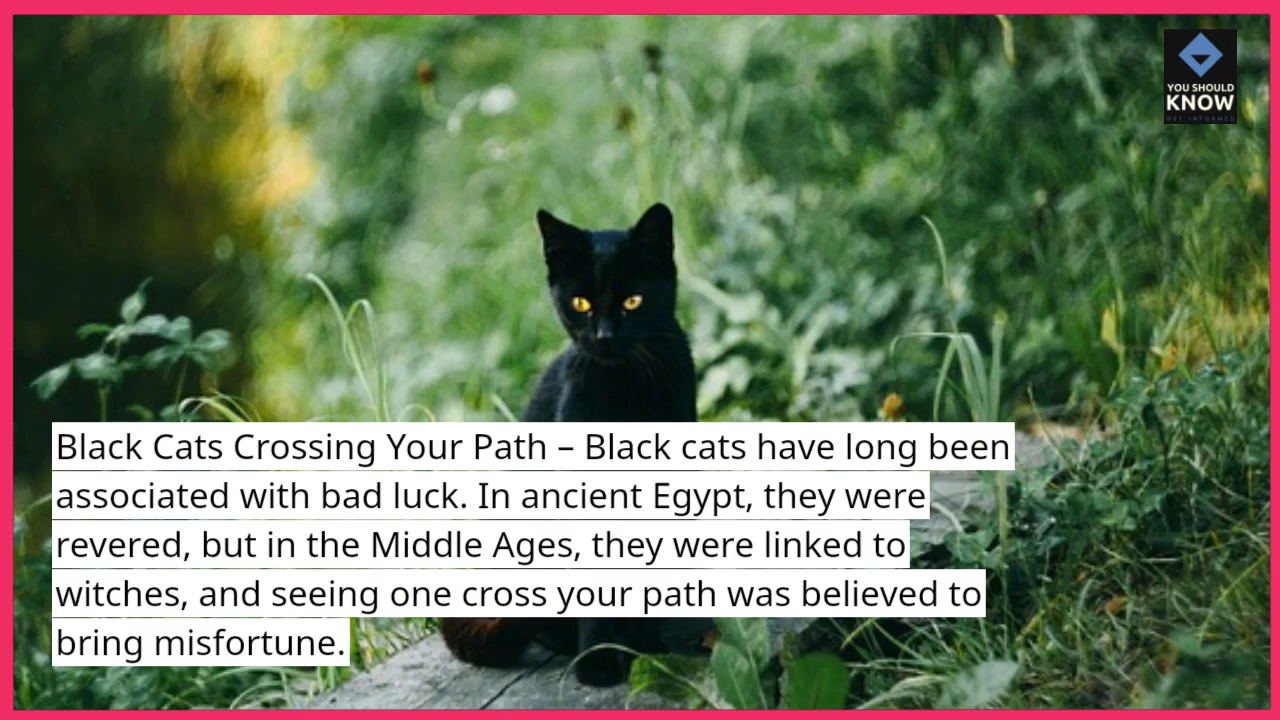 YOU SHOULD
KNOW
GET INFORMED
Black Cats Crossing Your Path – Black cats have long been
associated with bad luck. In ancient Egypt, they were
revered, but in the Middle Ages, they were linked to
witches, and seeing one cross your path was believed to
bring misfortune.